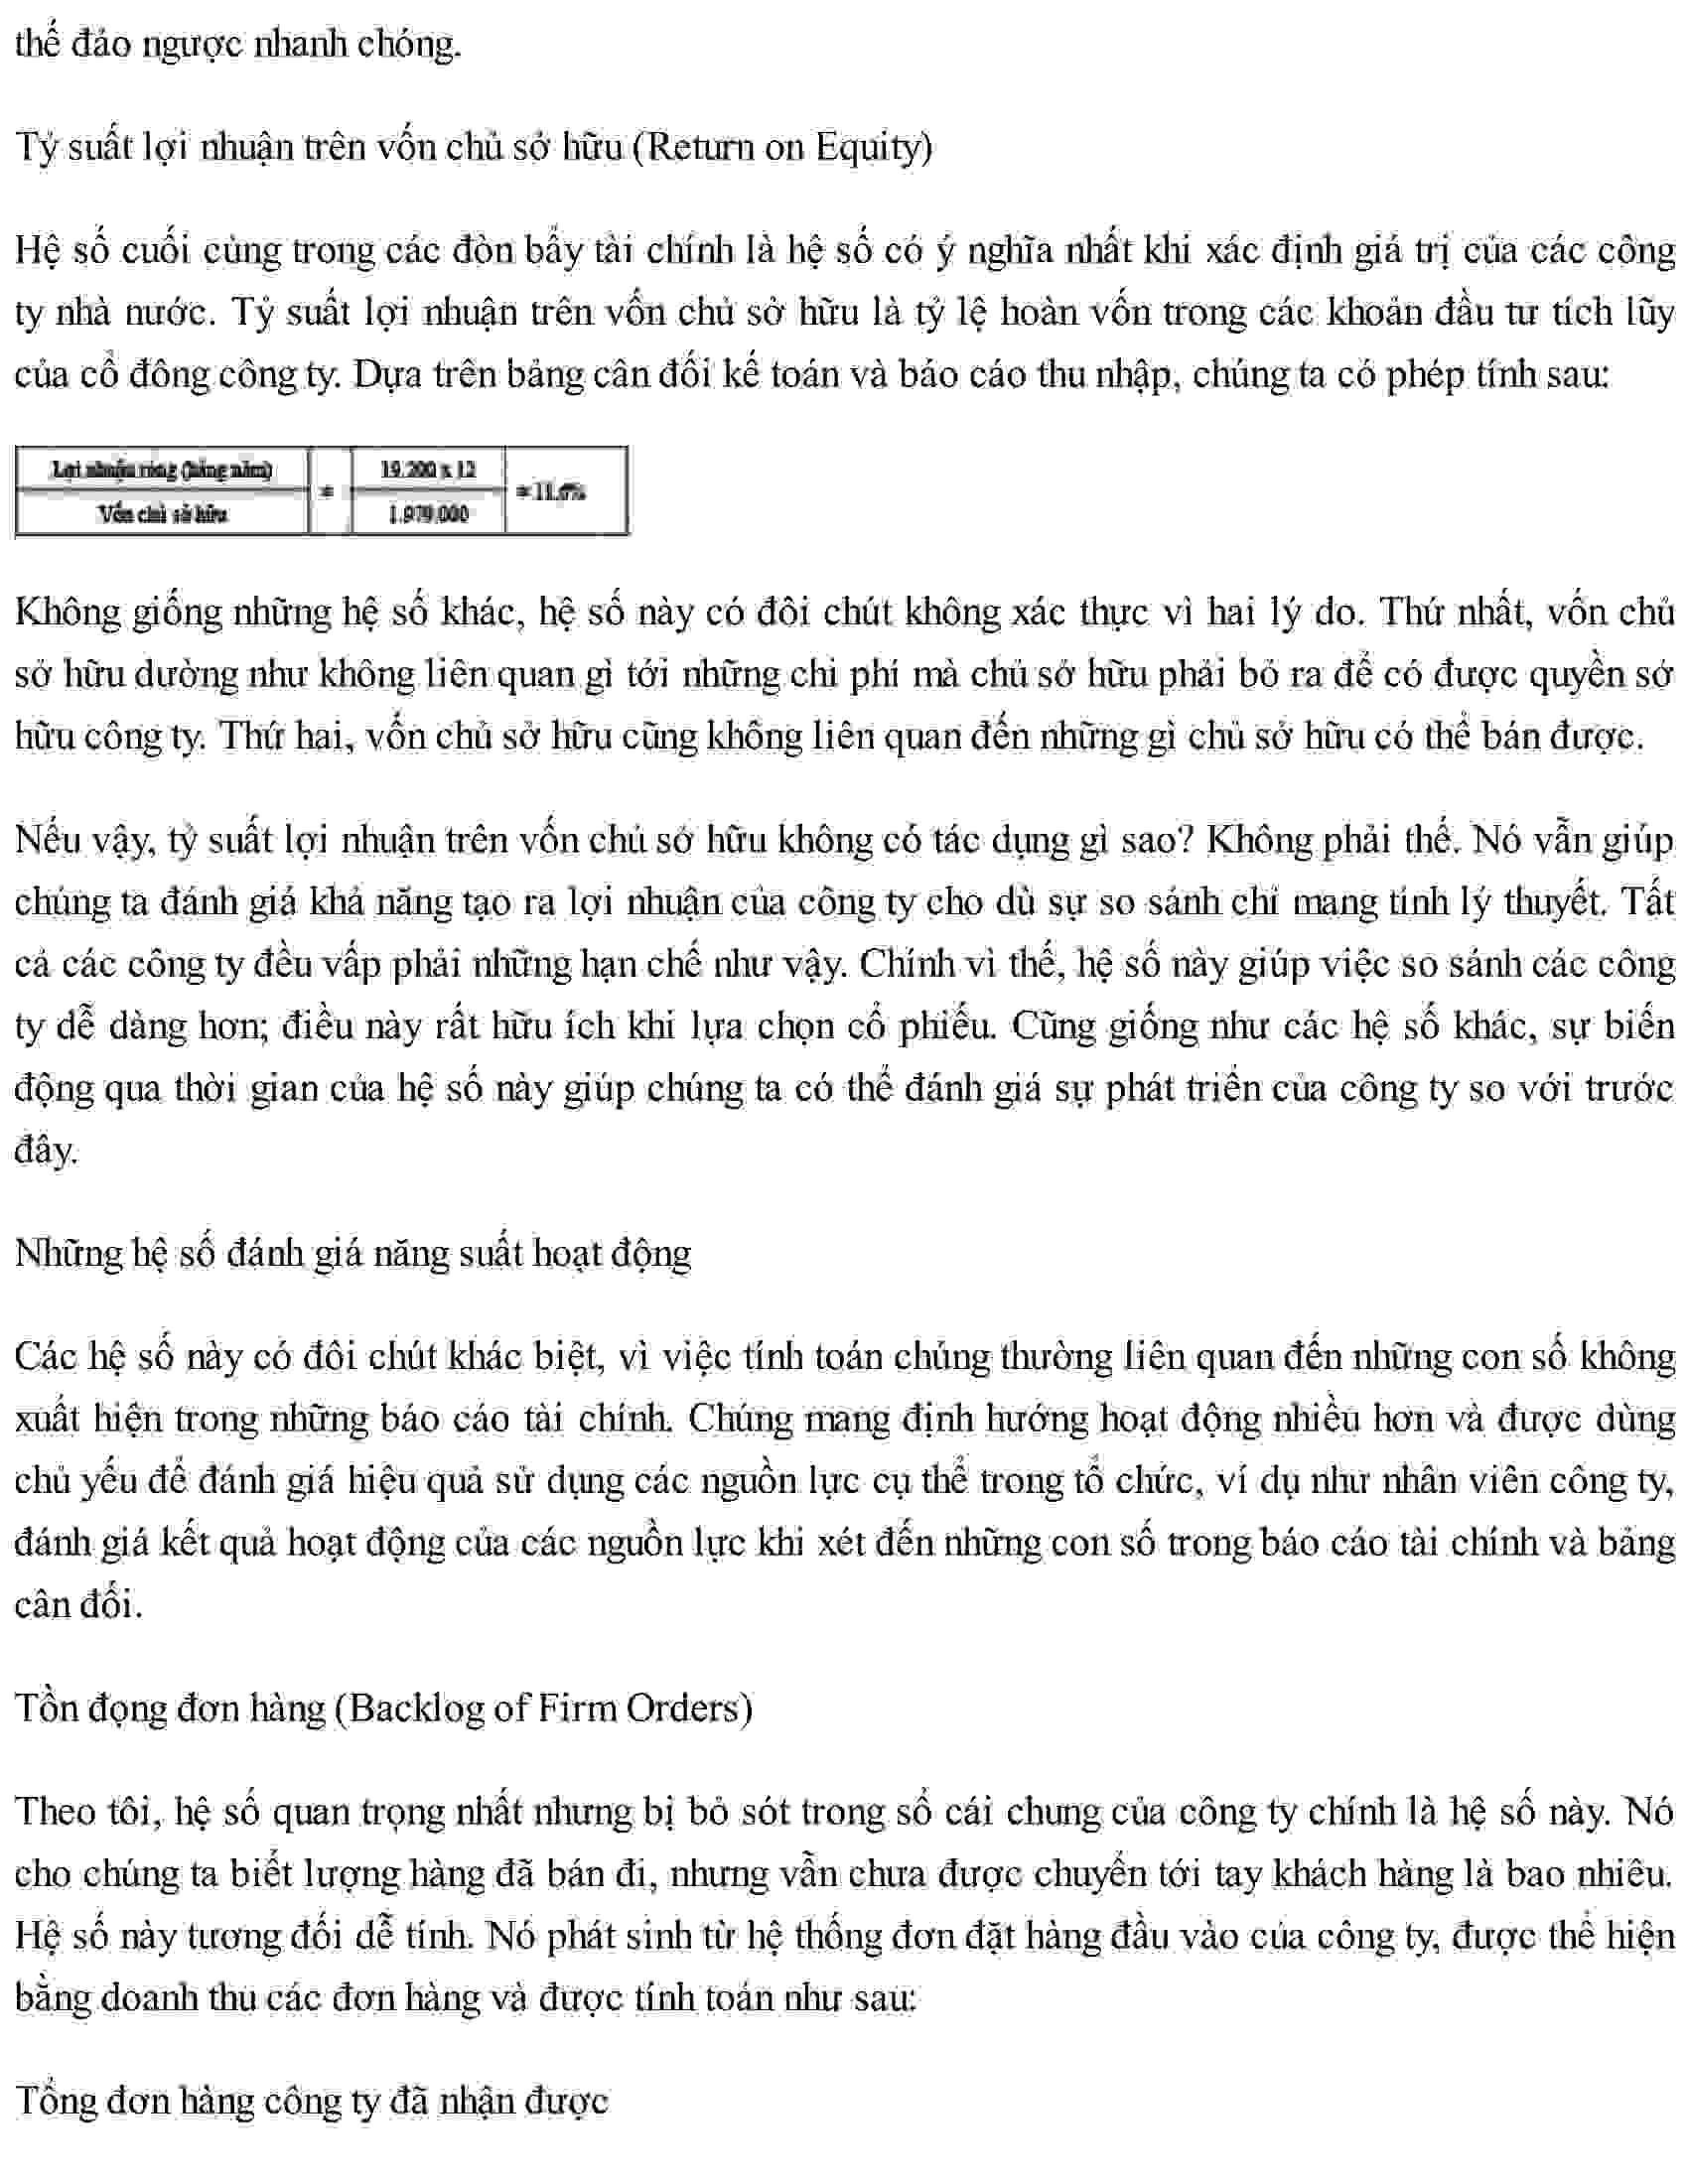 thế đảo ngược nhanh chóng.
Tỷ suất lợi nhuận trên vốn chủ sở hữu (Return on Equity)
Hệ số cuối cùng trong các đòn bẩy tài chính là hệ số có ý nghĩa nhất khi xác định giá trị của các công
ty nhà nước. Tỷ suất lợi nhuận trên vốn chủ sở hữu là tỷ lệ hoàn vốn trong các khoản đầu tư tích lũy
của cổ đông công ty. Dựa trên bảng cân đối kế toán và báo cáo thu nhập, chúng ta có phép tính sau:
Lợi nhuận ròng (hằng năm)
Vốn chủ sở hữu
=
19.200 x 12
1.979.000
= 11.6%
Không giống những hệ số khác, hệ số này có đôi chút không xác thực vì hai lý do. Thứ nhất, vốn chủ
sở hữu dường như không liên quan gì tới những chi phí mà chủ sở hữu phải bỏ ra để có được quyền sở
hữu công ty. Thứ hai, vốn chủ sở hữu cũng không liên quan đến những gì chủ sở hữu có thể bán được.
Nếu vậy, tỷ suất lợi nhuận trên vốn chủ sở hữu không có tác dụng gì sao? Không phải thế. Nó vẫn giúp
chúng ta đánh giá khả năng tạo ra lợi nhuận của công ty cho dù sự so sánh chỉ mang tính lý thuyết. Tất
cả các công ty đều vấp phải những hạn chế như vậy. Chính vì thế, hệ số này giúp việc so sánh các công
ty dễ dàng hơn; điều này rất hữu ích khi lựa chọn cổ phiếu. Cũng giống như các hệ số khác, sự biến
động qua thời gian của hệ số này giúp chúng ta có thể đánh giá sự phát triển của công ty so với trước
đây.
Những hệ số đánh giá năng suất hoạt động
Các hệ số này có đôi chút khác biệt, vì việc tính toán chúng thường liên quan đến những con số không
xuất hiện trong những báo cáo tài chính. Chúng mang định hướng hoạt động nhiều hơn và được dùng
chủ yếu để đánh giá hiệu quả sử dụng các nguồn lực cụ thể trong tổ chức, ví dụ như nhân viên công ty,
đánh giá kết quả hoạt động của các nguồn lực khi xét đến những con số trong báo cáo tài chính và bảng
cân đối.
Tồn đọng đơn hàng (Backlog of Firm Orders)
Theo tôi, hệ số quan trọng nhất nhưng bị bỏ sót trong sổ cái chung của công ty chính là hệ số này. Nó
cho chúng ta biết lượng hàng đã bán đi, nhưng vẫn chưa được chuyển tới tay khách hàng là bao nhiêu.
Hệ số này tương đối dễ tính. Nó phát sinh từ hệ thống đơn đặt hàng đầu vào của công ty, được thể hiện
bằng doanh thu các đơn hàng và được tính toán như sau:
Tổng đơn hàng công ty đã nhận được